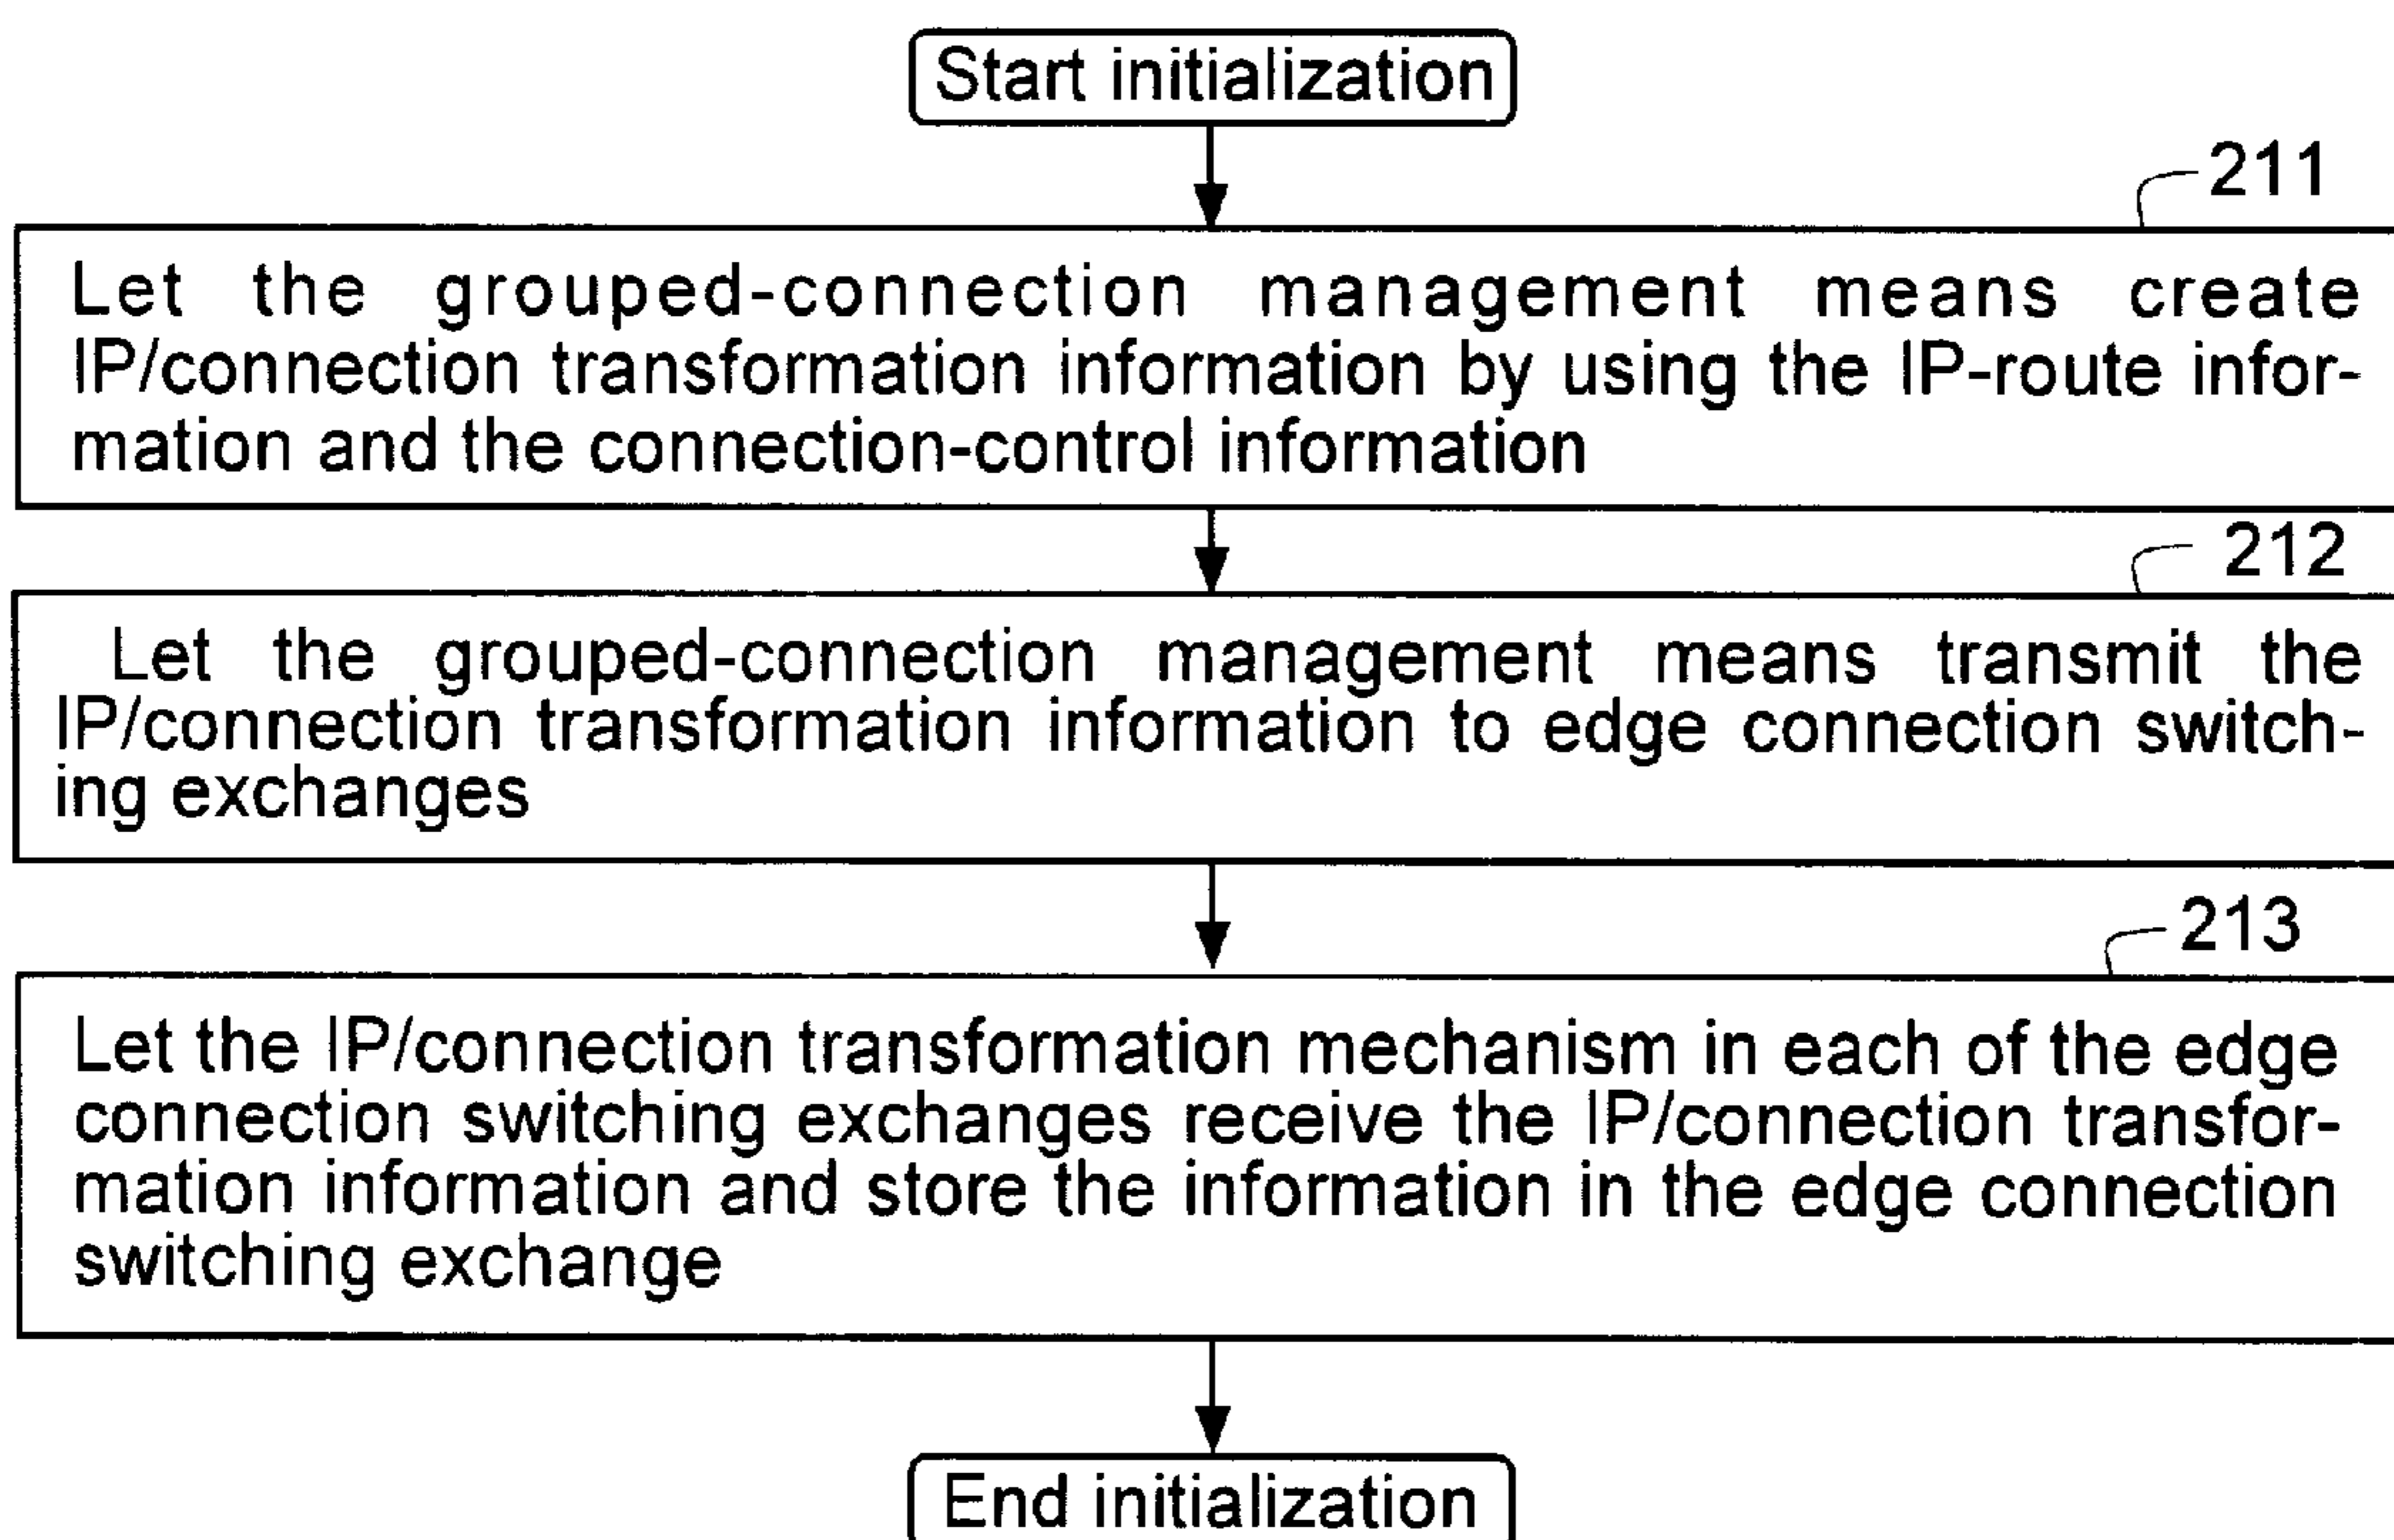 Start initialization
211
Let the grouped-connection management means create
IP/connection transformation information by using the IP-route infor-
mation and the connection-control information
212
Let the grouped-connection management means transmit the
IP/connection transformation information to edge connection switch-
ing exchanges
213
Let the IP/connection transformation mechanism in each of the edge
connection switching exchanges receive the IP/connection transfor-
mation information and store the information in the edge connection
switching exchange
End initialization